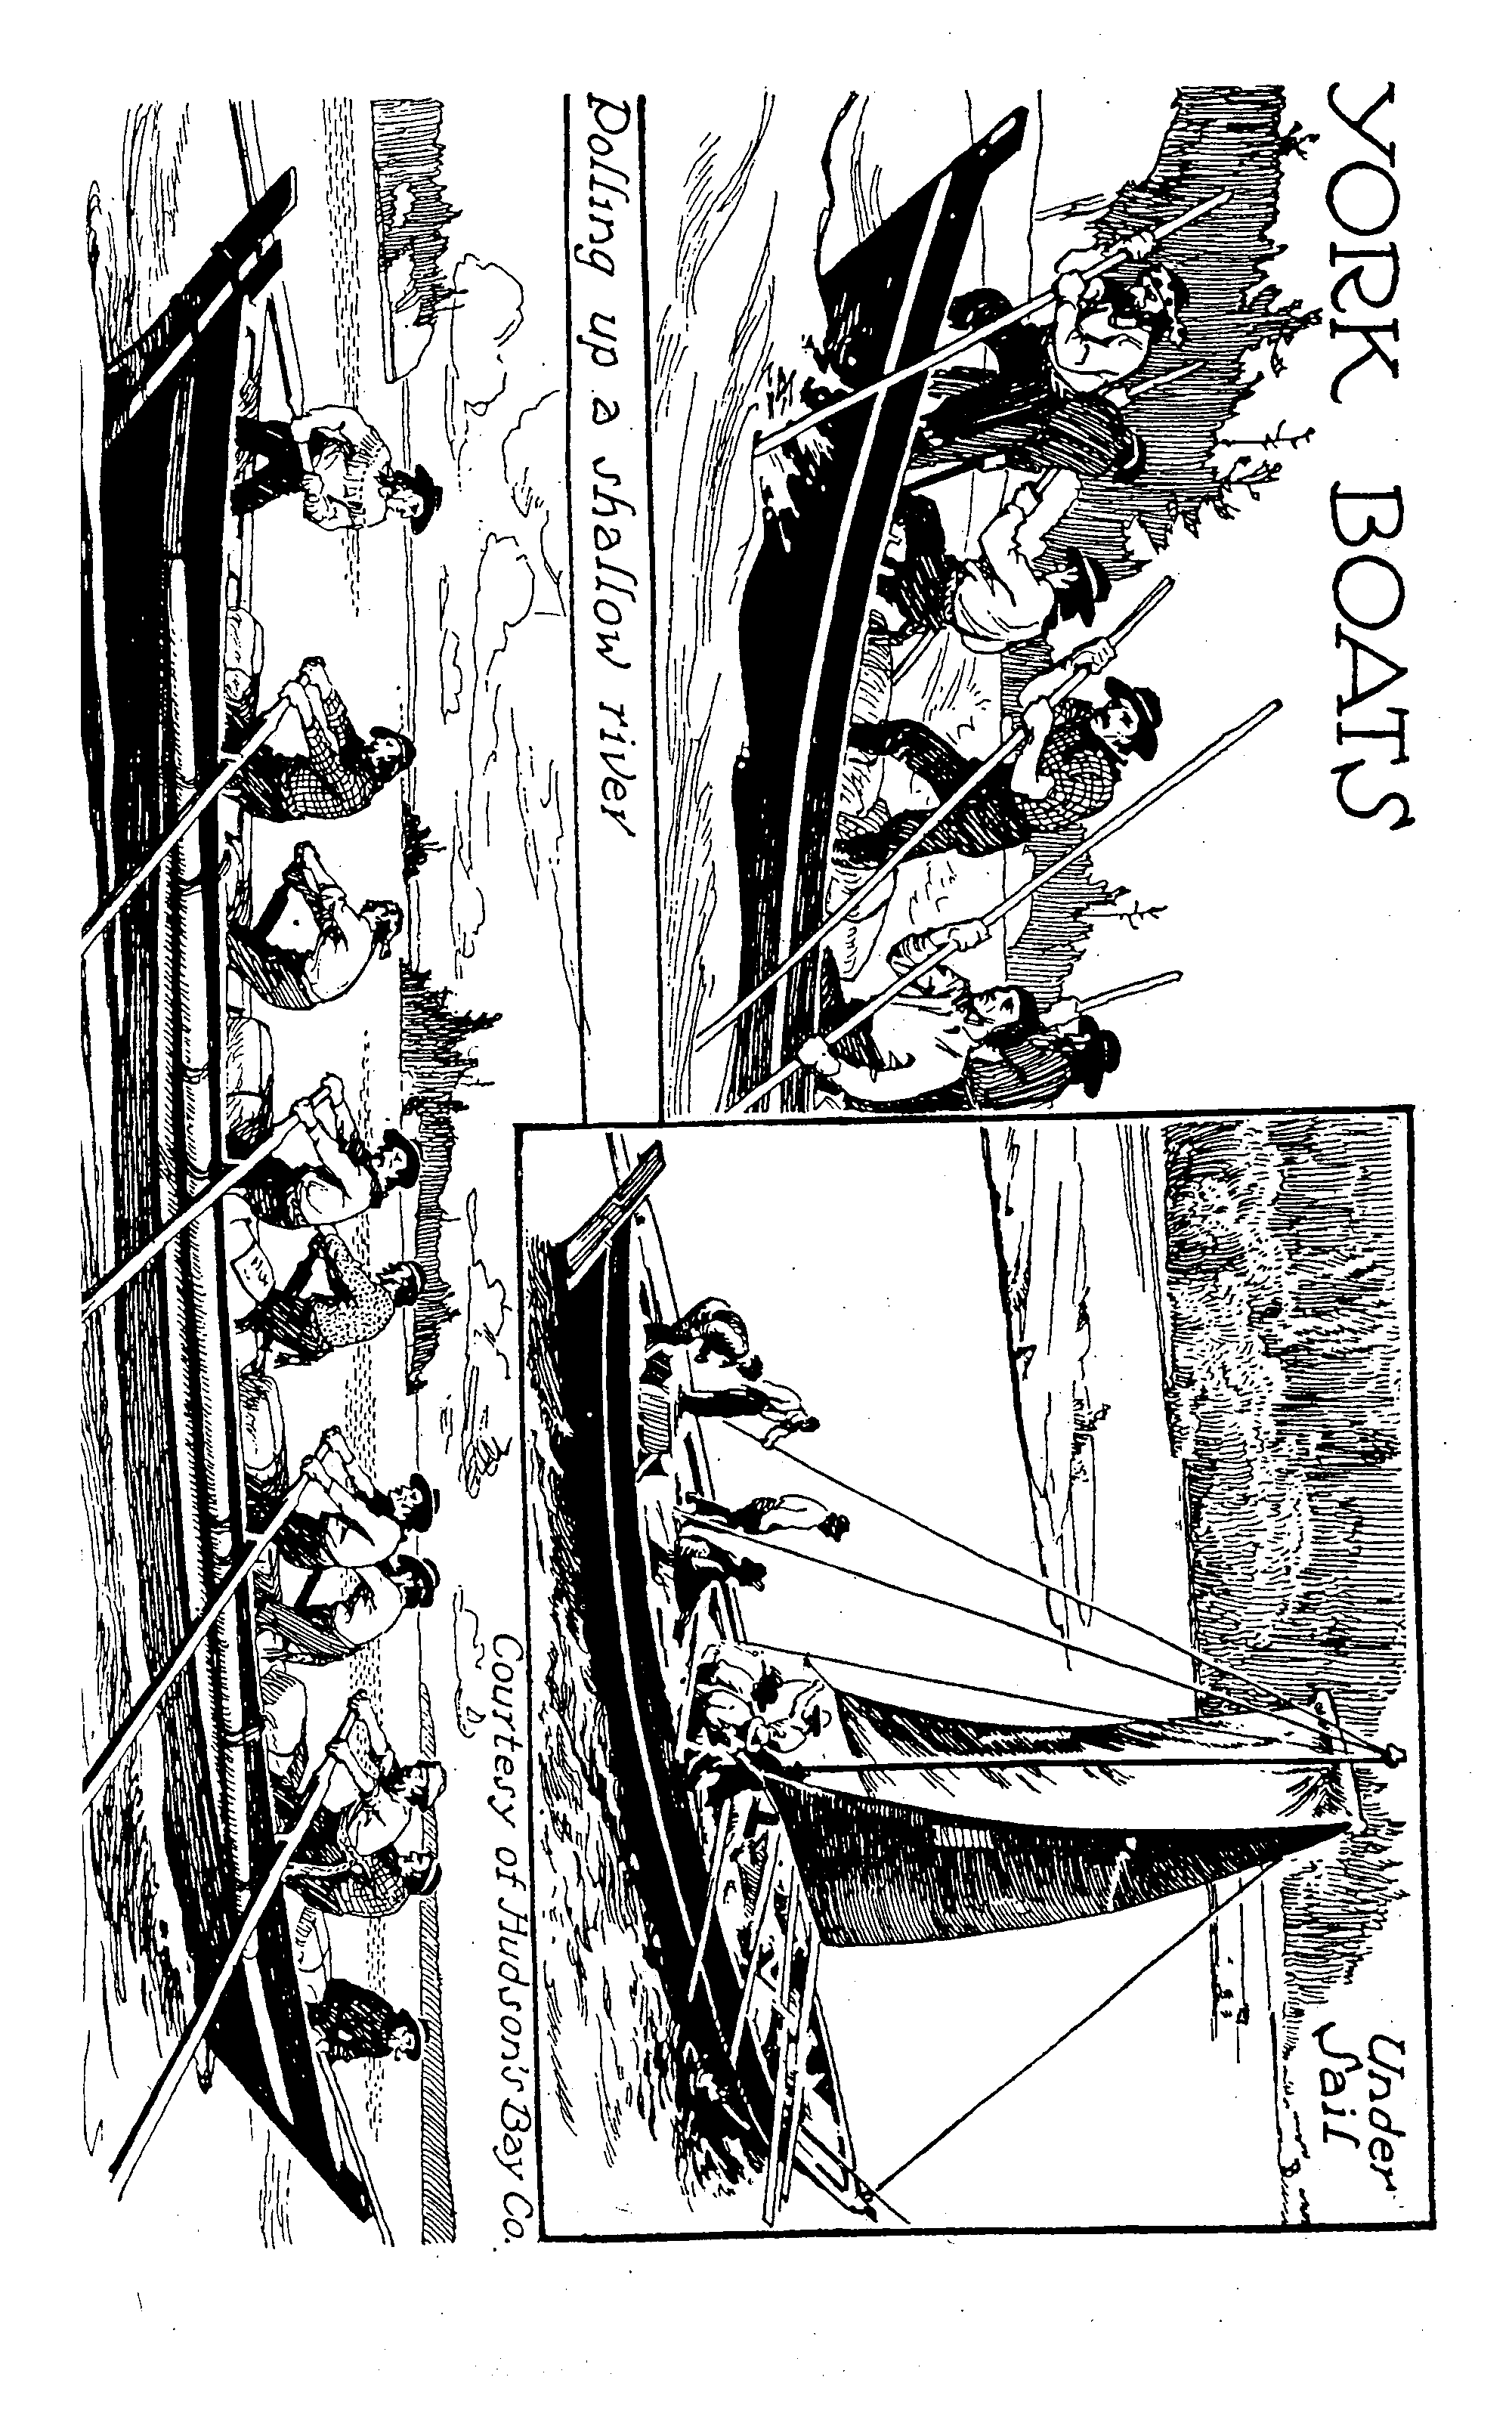 YORK BOATS
Under
Sail
Polling up a shallow river
Courtesy of Hudson's Bay Co.